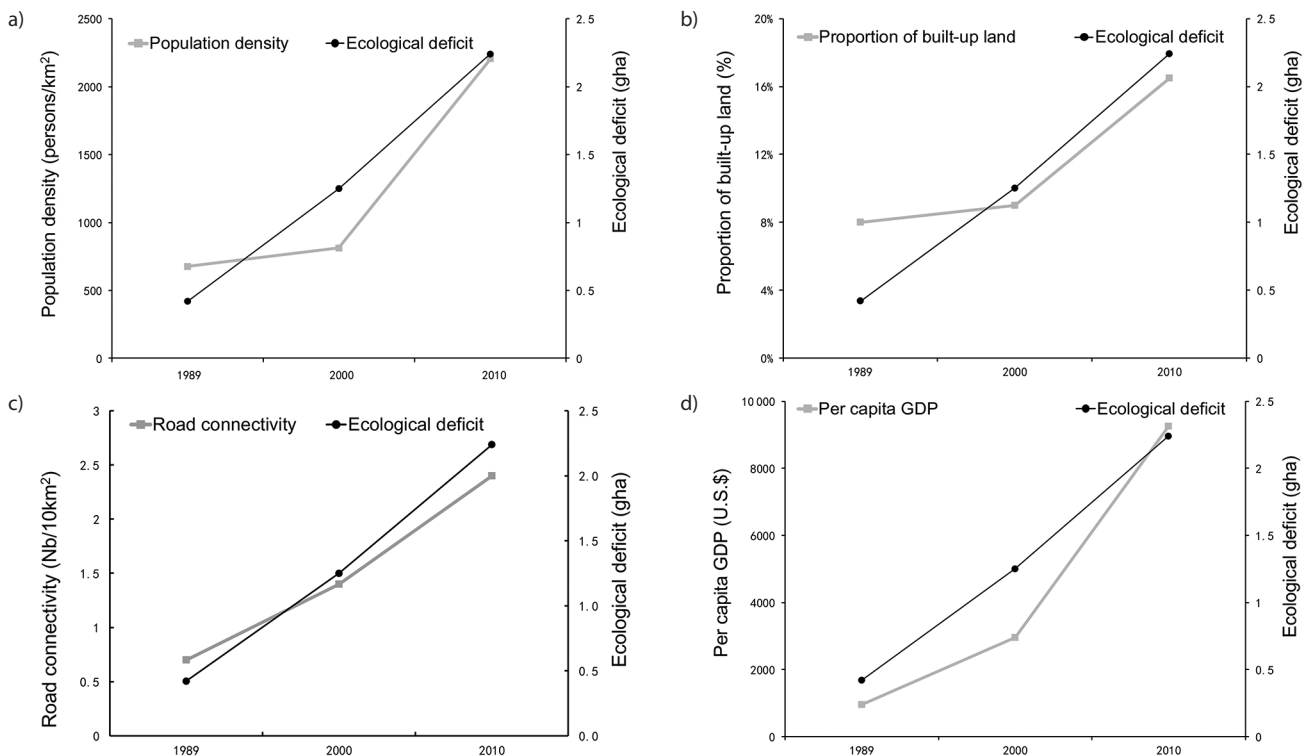 a)
Population density
Ecological deficit
Population density (persons/km²)
2500
2000
1500
1000
500
0
Ecological deficit (gha)
2.5
2
1.5
1
0.5
0
1989 2000 2010
b)
Proportion of built-up land
Ecological deficit
Proportion of built-up land (%)
20%
16%
12%
8%
4%
0%
Ecological deficit (gha)
2.5
2
1.5
1
0.5
0
1989 2000 2010
c)
Road connectivity
Ecological deficit
Road connectivity (Nb/10km²)
3
2.5
2
1.5
1
0.5
0
Ecological deficit (gha)
2.5
2.0
1.5
1.0
0.5
0.0
1989 2000 2010
d)
Per capita GDP
Ecological deficit
Per capita GDP (U.S.$)
10 000
8000
6000
4000
2000
0
Ecological deficit (gha)
2.5
2
1.5
1
0.5
0
1989 2000 2010